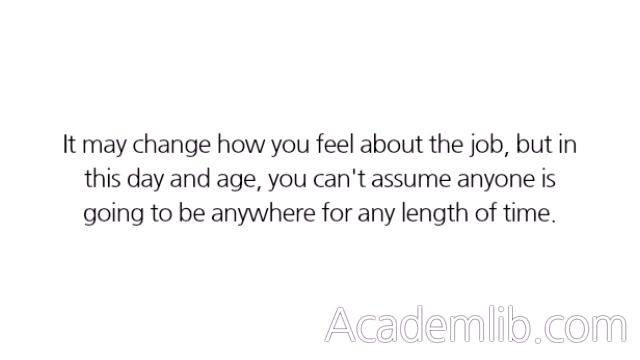 It may change how you feel about the job, but in
this day and age, you can't assume anyone is
going to be anywhere for any length of time.
Academlib.com